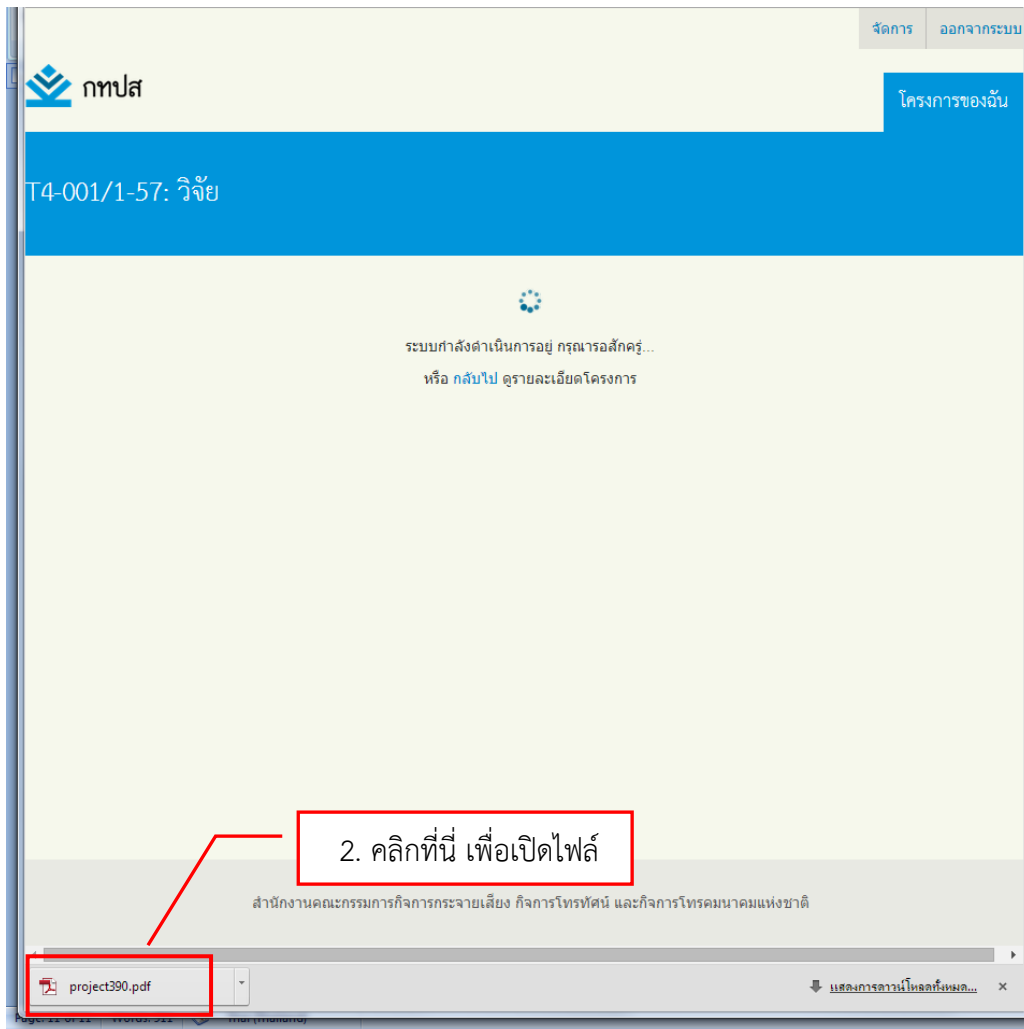 จัดการ ออกจากระบบ
กทปส
โครงการของฉัน
T4-001/1-57: วิจัย
ระบบกำลังดำเนินการอยู่ กรุณารอสักครู่...
หรือ กลับไป ดูรายละเอียดโครงการ
2. คลิกที่นี่ เพื่อเปิดไฟล์
สำนักงานคณะกรรมการกิจการกระจายเสียง กิจการโทรทัศน์ และกิจการโทรคมนาคมแห่งชาติ
project390.pdf
แสดงการดาวน์โหลดทั้งหมด...